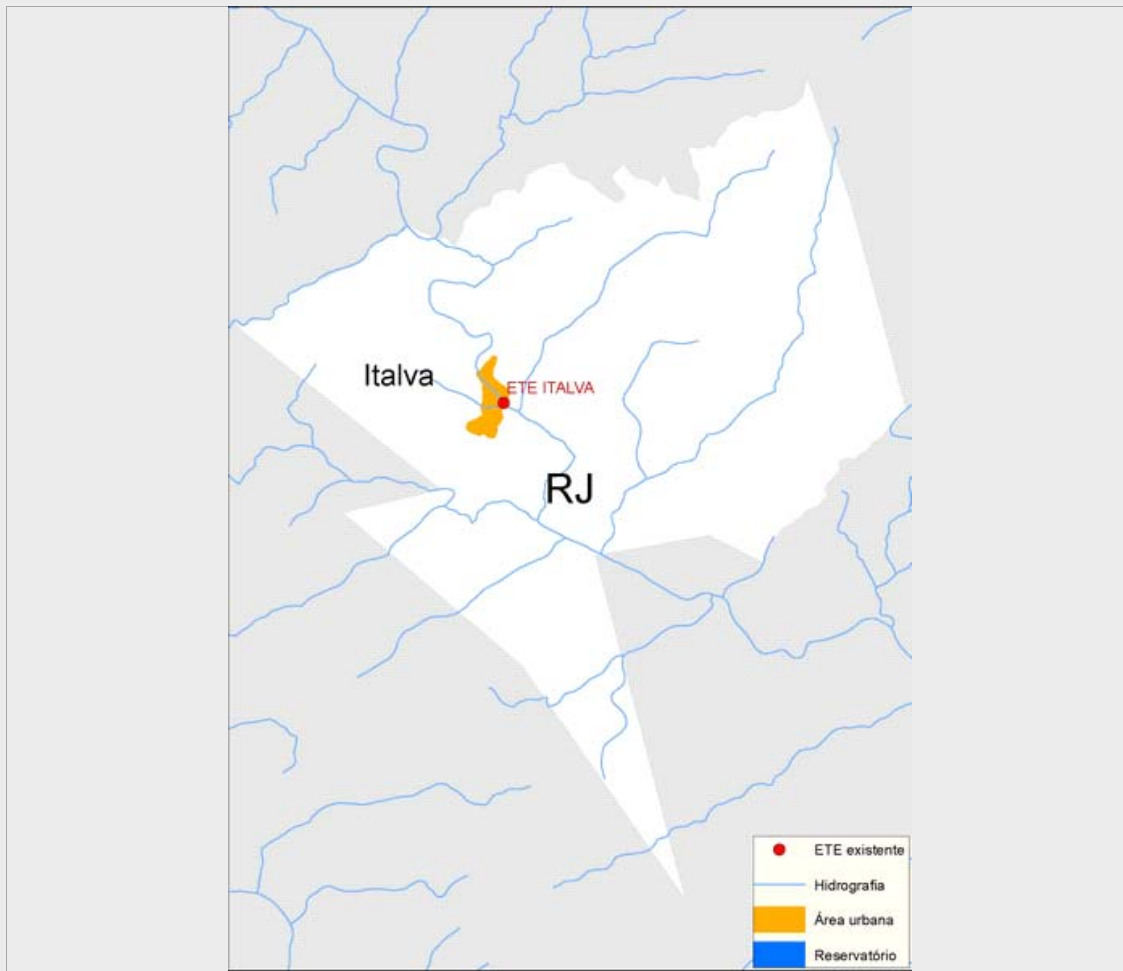 Italva
ETE ITALVA
RJ
ETE existente
Hidrografia
Área urbana
Reservatório